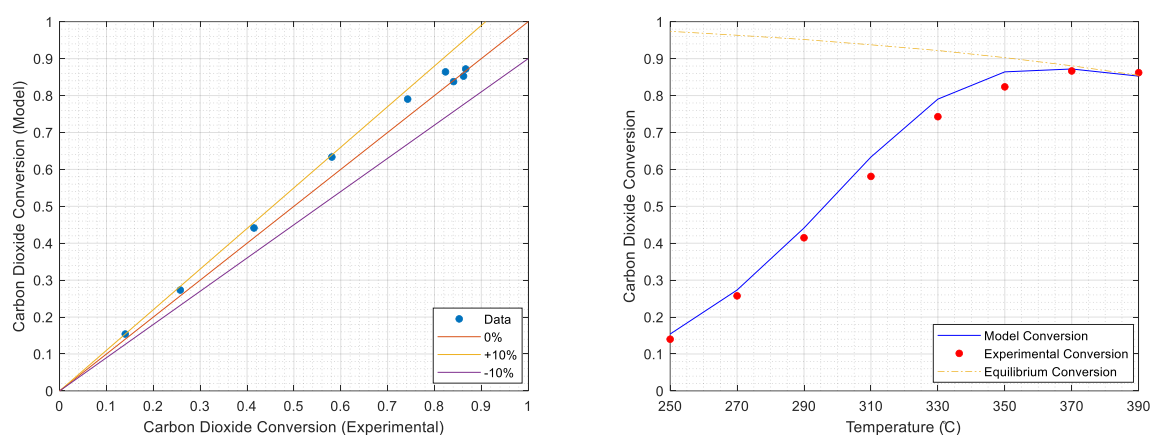 1
0.9
0.8
0.7
0.6
0.5
0.4
0.3
0.2
0.1
0
Carbon Dioxide Conversion (Model)
Data
0%
+10%
-10%
0 0.1 0.2 0.3 0.4 0.5 0.6 0.7 0.8 0.9 1
Carbon Dioxide Conversion (Experimental)
1
0.9
0.8
0.7
0.6
0.5
0.4
0.3
0.2
0.1
0
Carbon Dioxide Conversion
Model Conversion
Experimental Conversion
Equilibrium Conversion
250 270 290 310 330 350 370 390
Temperature (℃)